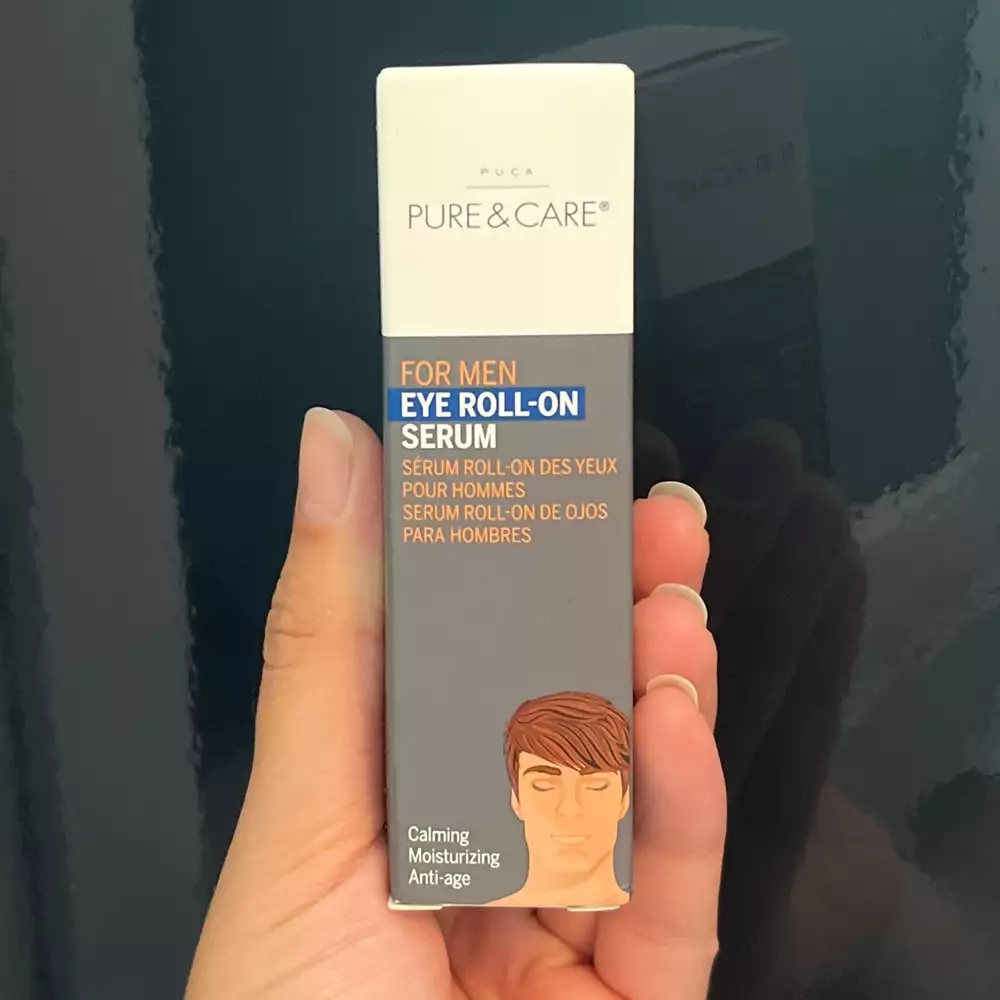 PUCA
PURE & CARE®
FOR MEN
EYE ROLL-ON
SERUM
SÉRUM ROLL-ON DES YEUX
POUR HOMMES
SERUM ROLL-ON DE OJOS
PARA HOMBRES
Calming
Moisturizing
Anti-age